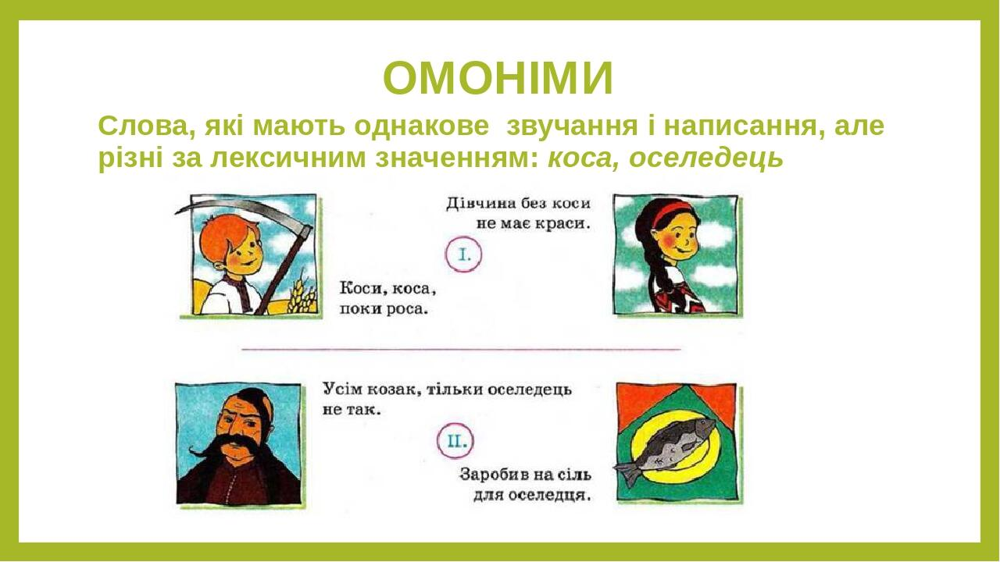 ОМОНІМИ
Слова, які мають однакове  звучання і написання, але
різні за лексичним значенням: коса, оселедець
Дівчина без коси
не має краси.
I.
Коси, коса,
поки роса.
Усім козак, тільки оселедець
не так.
II.
Заробив на сіль
для оселедця.